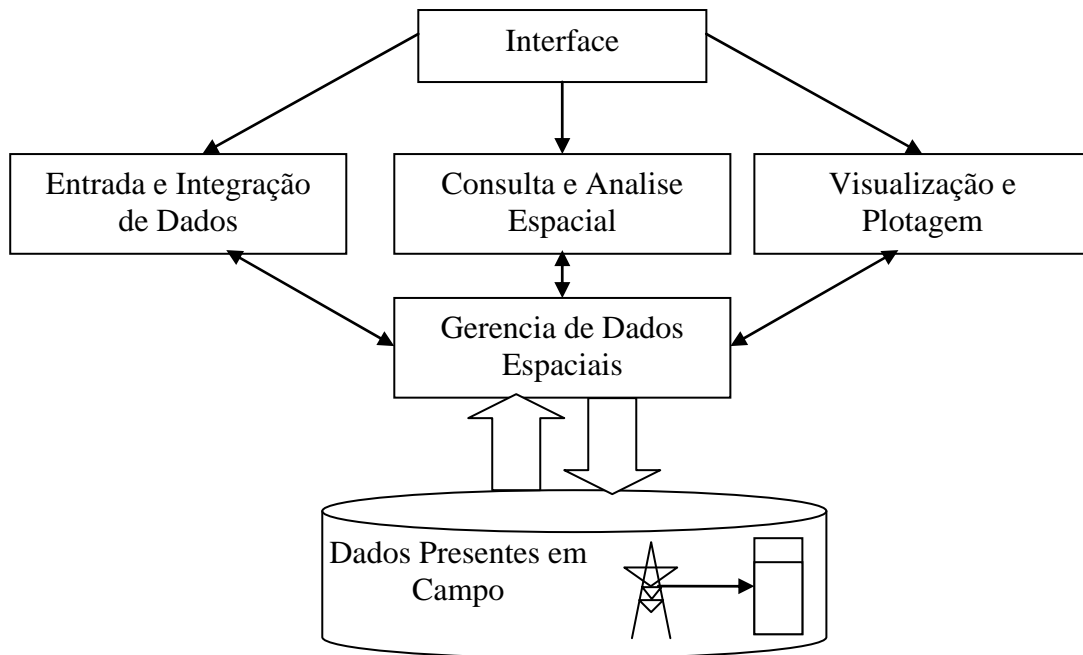 Interface
Entrada e Integração
de Dados
Consulta e Analise
Espacial
Visualização e
Plotagem
Gerencia de Dados
Espaciais
Dados Presentes em
Campo